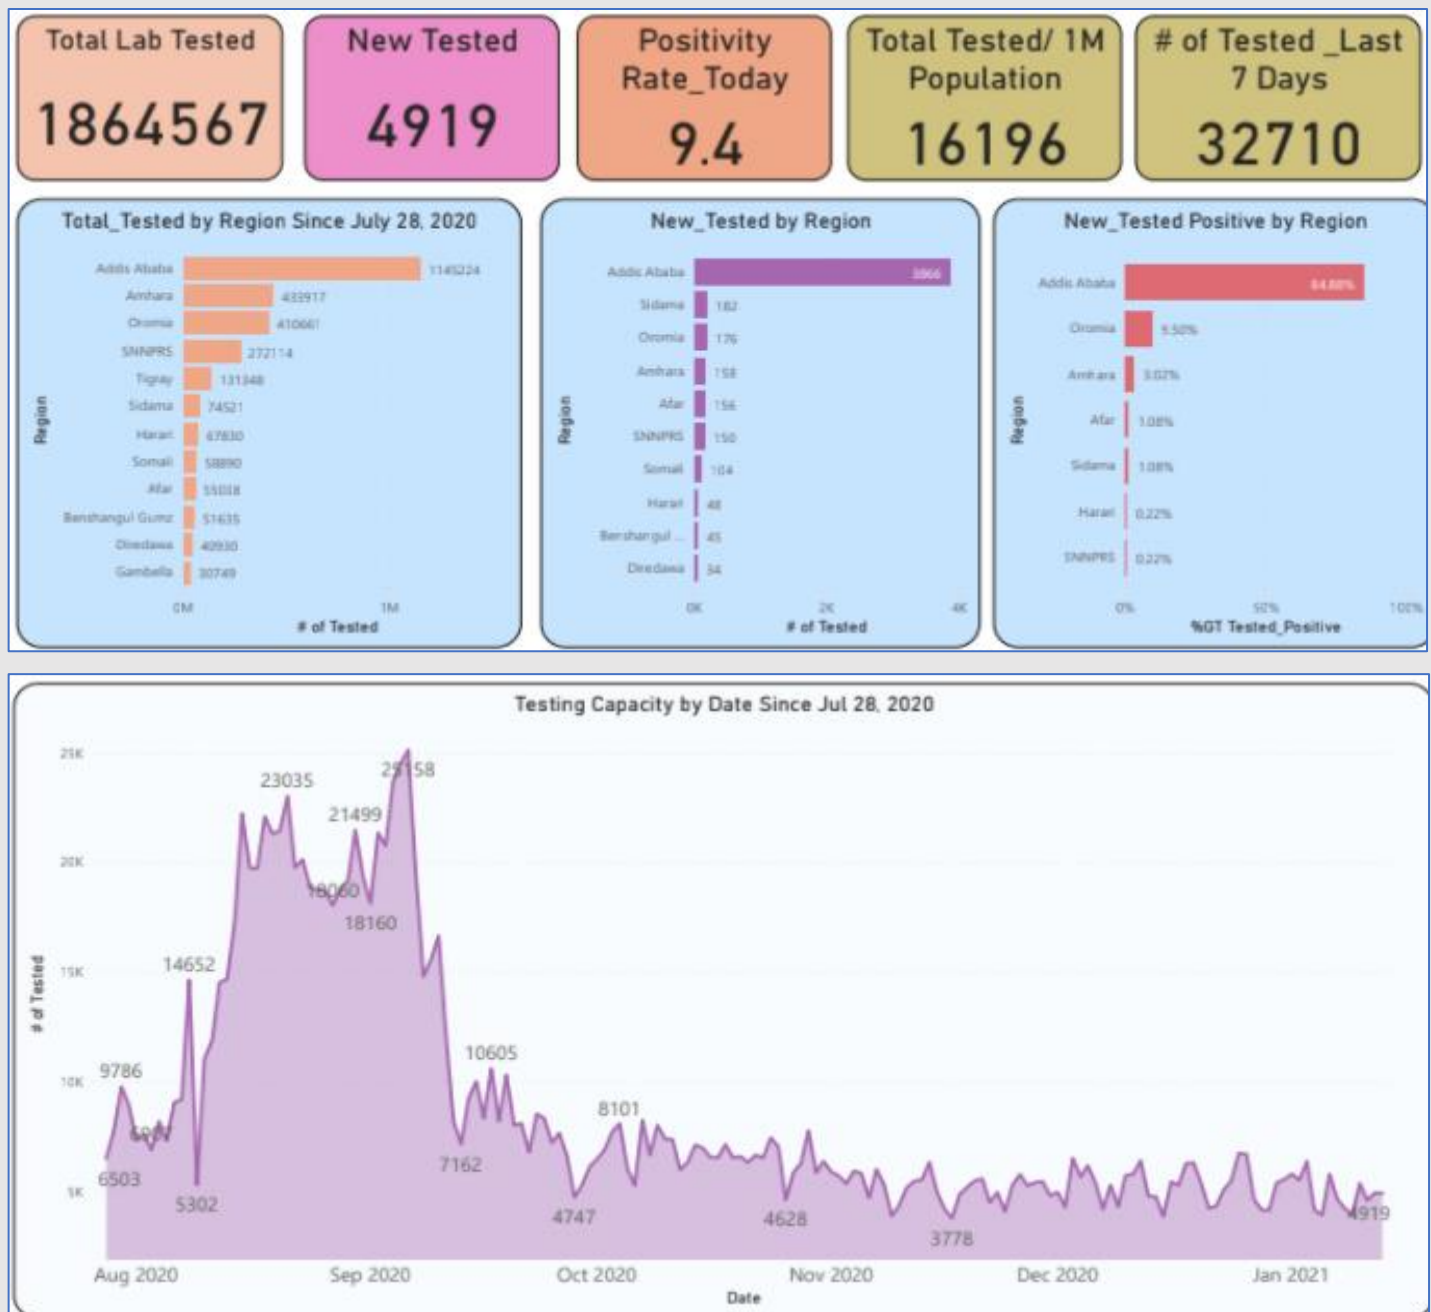 Total Lab Tested
1864567
New Tested
4919
Positivity
Rate_Today
9.4
Total Tested/ 1M
Population
16196
# of Tested _Last
7 Days
32710
Total_Tested by Region Since July 28, 2020
Region
Addis Ababa 1145224
Amhara 433917
Oromia 410661
SNNPRS 272114
Tigray 131348
Sidama 74521
Harari 67830
Somali 58890
Afar
Benshangul Gumz 51635
Diredawa 40930
Gambella 30749
0M 1M
# of Tested
New_Tested by Region
Region
Addis Ababa 3866
Sidama 182
Oromia 176
Amhara 158
Afar 156
SNNPRS 150
Somali 104
Harari 48
Benshangul ... 45
Diredawa 34
0K 2K 4K
# of Tested
New_Tested Positive by Region
Region
Addis Ababa 84.88%
Oromia 9.50%
Amhara 3.02%
Afar 1.08%
Sidama 1.08%
Harari 0.22%
SNNPRS 0.22%
0% 50% 100%
%GT Tested_Positive
Testing Capacity by Date Since Jul 28, 2020
# of Tested
25K
20K
15K
10K
5K
25158
23035
21499
18060
18160
14652
10605
9786
8101
7162
6503
5302
4747
4628
4919
3778
Aug 2020 Sep 2020 Oct 2020 Nov 2020 Dec 2020 Jan 2021
Date